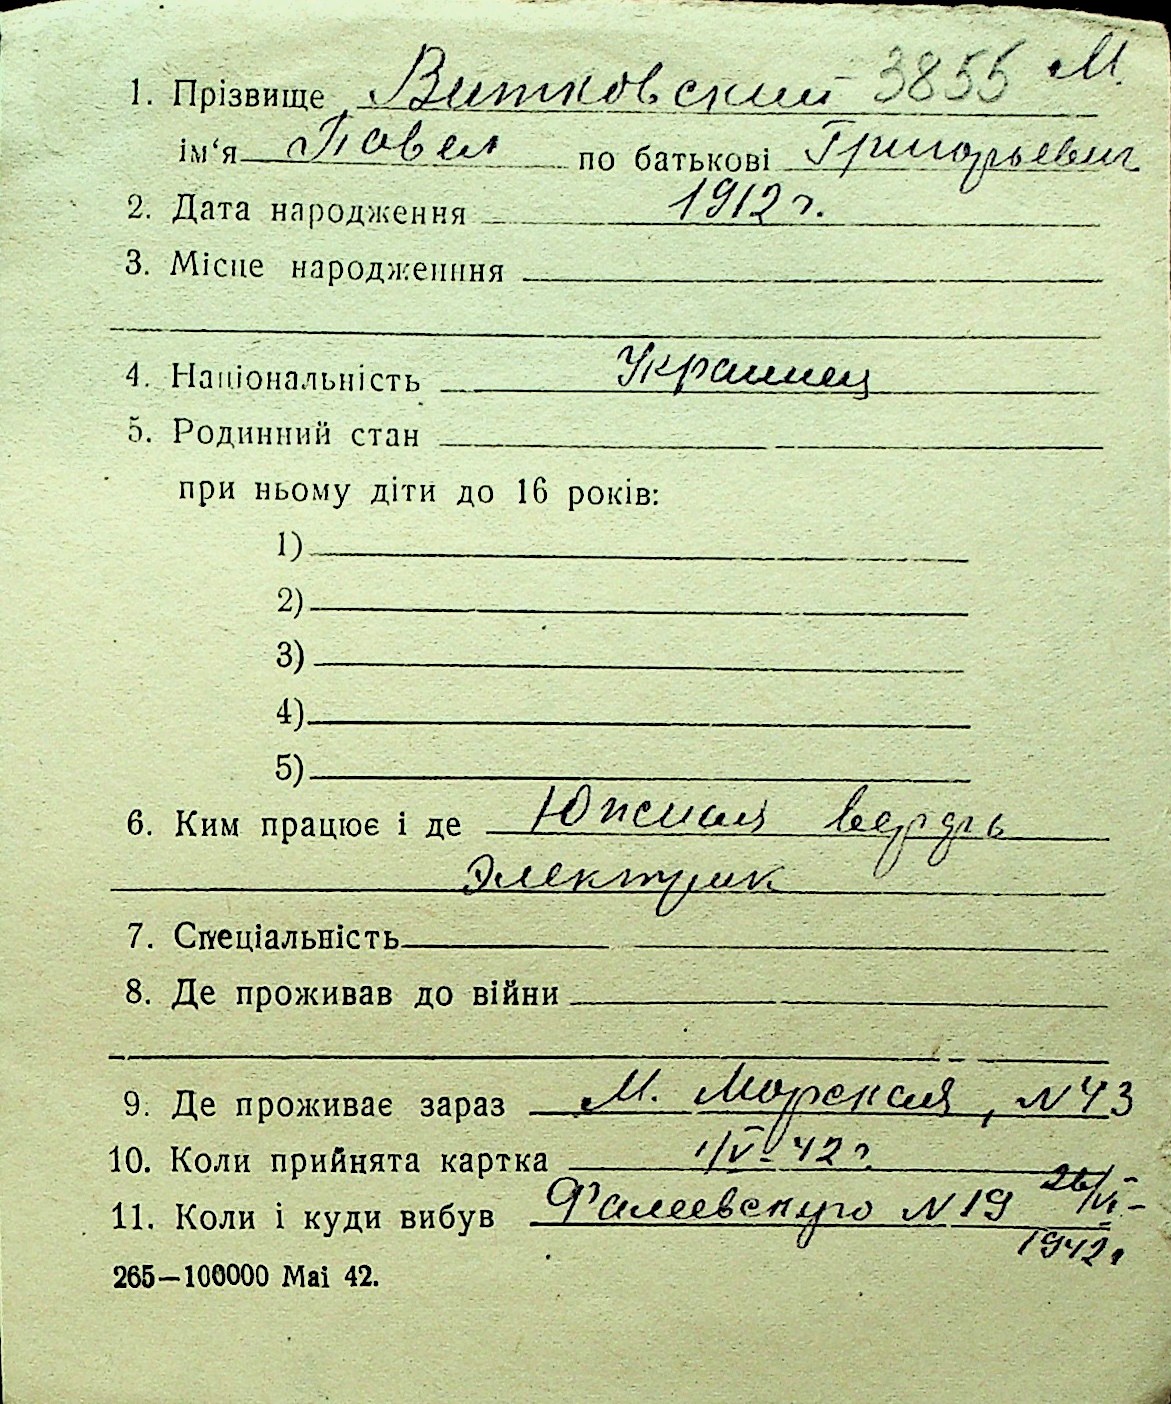 1. Прізвище Витковский 3855 М.
ім‘я Павел по батькові Григорьевич
2. Дата народження 1912 г.
3. Місце народженння
4. Національність Украинец
5. Родинний стан
при ньому діти до 16 років:
1)
2)
3)
4)
5)
6. Ким працює і де Южная верфь
электрик
7. Спеціальність
8. Де проживав до війни
9. Де проживає зараз М. Морская, № 43
10. Коли прийнята картка 1/V-42 г.
11. Коли і куди вибув Фалеевскую № 19 26/VI-
1942 г.
265—100000 Mai 42.